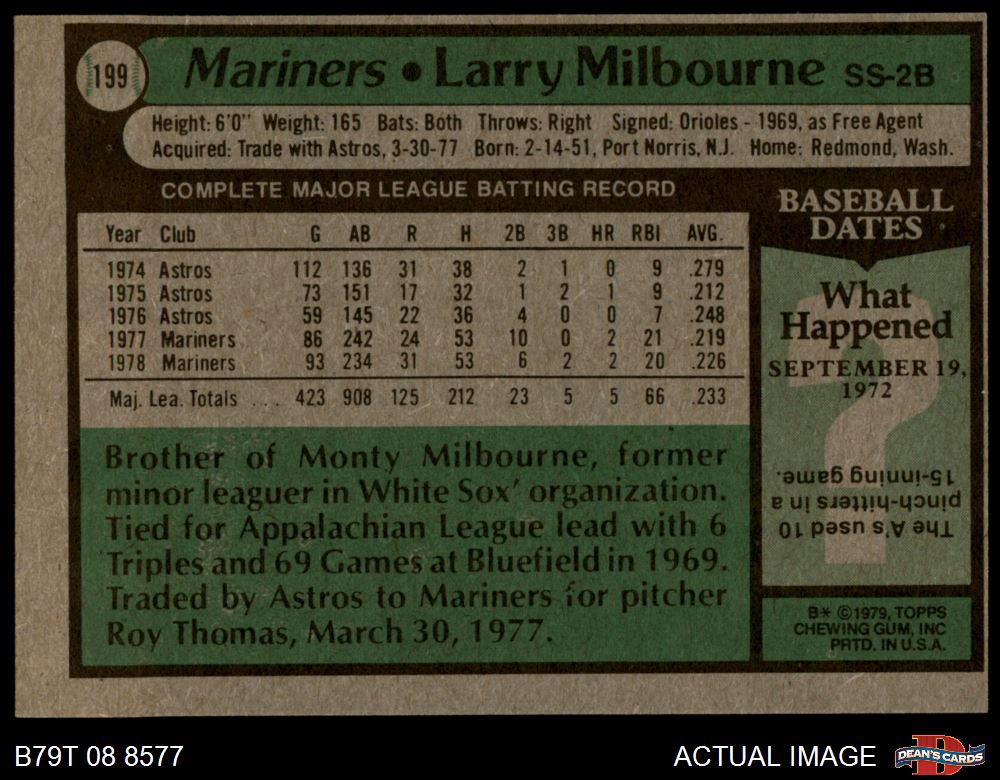 199
Mariners • Larry Milbourne SS-2B
Height: 6'0" Weight: 165 Bats: Both Throws: Right Signed: Orioles - 1969, as Free Agent
Acquired: Trade with Astros, 3-30-77 Born: 2-14-51, Port Norris, N.J. Home: Redmond, Wash.
COMPLETE MAJOR LEAGUE BATTING RECORD
Year Club G AB R H 2B 3B HR RBI AVG.
1974 Astros 112 136 31 38 2 1 0 9 .279
1975 Astros 73 151 17 32 1 2 1 9 .212
1976 Astros 59 145 22 36 4 0 0 7 .248
1977 Mariners 86 242 24 53 10 0 2 21 .219
1978 Mariners 93 234 31 53 6 2 2 20 .226
Maj. Lea. Totals . . . 423 908 125 212 23 5 5 66 .233
Brother of Monty Milbourne, former
minor leaguer in White Sox' organization.
Tied for Appalachian League lead with 6
Triples and 69 Games at Bluefield in 1969.
Traded by Astros to Mariners for pitcher
Roy Thomas, March 30, 1977.
BASEBALL
DATES
What
Happened
SEPTEMBER 19,
1972
?
The A's used 10
pinch-hitters in a
15-inning game.
B* ©1979, TOPPS
CHEWING GUM, INC
PRTD. IN U.S.A.
B79T 08 8577
ACTUAL IMAGE
D
DEAN'S CARDS